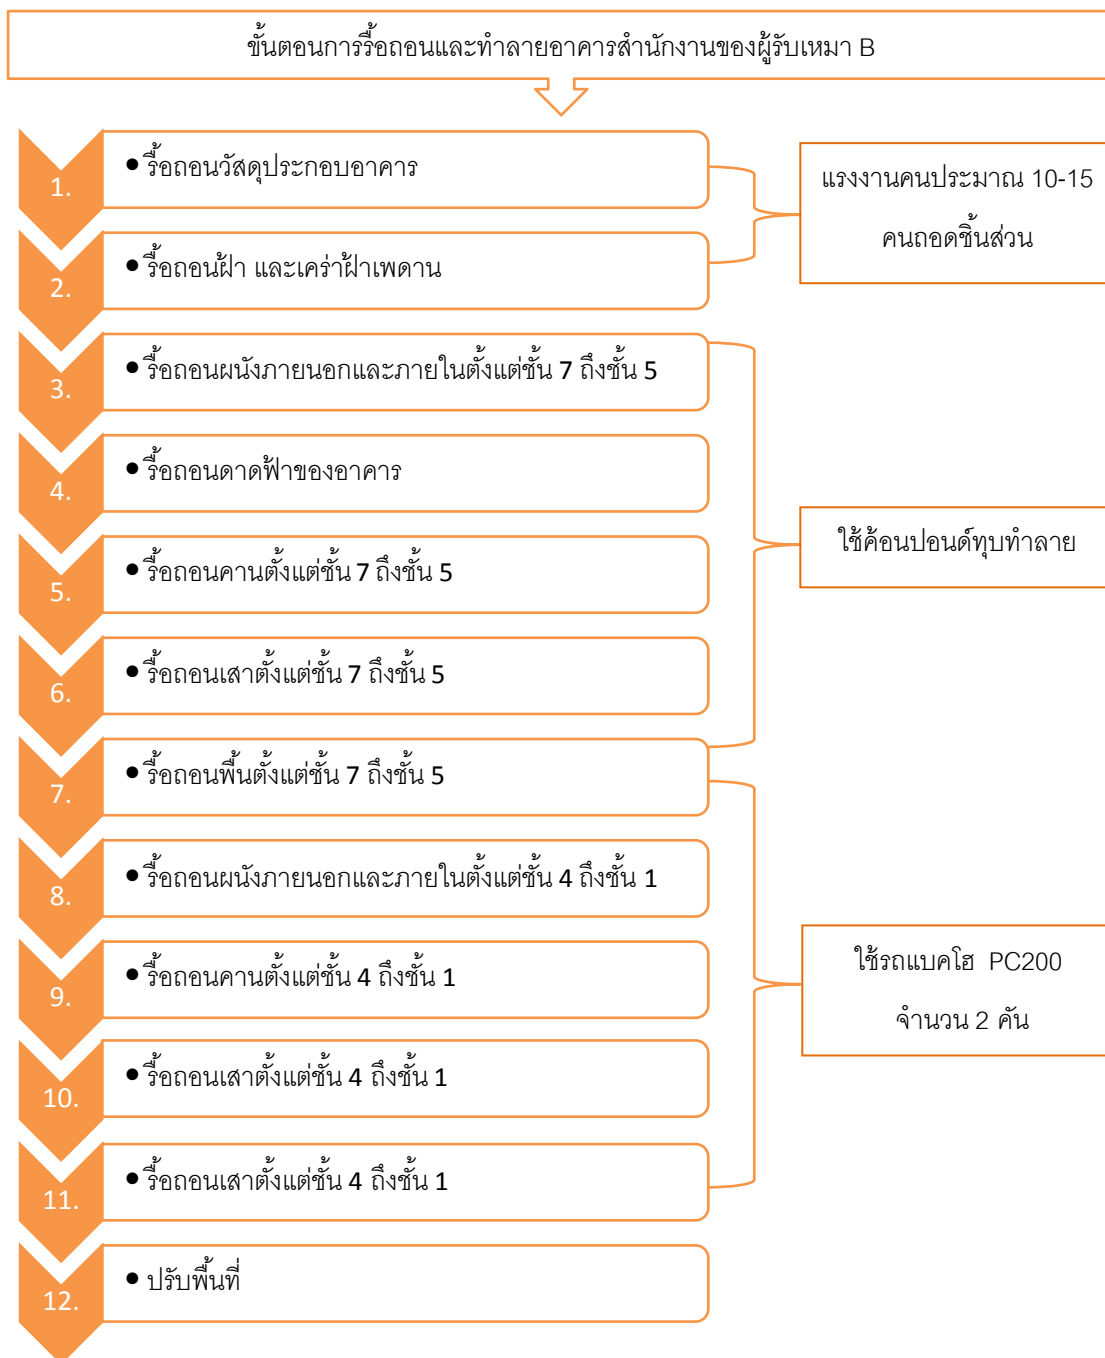 ขั้นตอนการรื้อถอนและทำลายอาคารสำนักงานของผู้รับเหมา B
1.
• รื้อถอนวัสดุประกอบอาคาร
2.
• รื้อถอนฝ้า และเคร่าฝ้าเพดาน
แรงงานคนประมาณ 10-15
คนถอดชิ้นส่วน
3.
• รื้อถอนผนังภายนอกและภายในตั้งแต่ชั้น 7 ถึงชั้น 5
4.
• รื้อถอนดาดฟ้าของอาคาร
5.
• รื้อถอนคานตั้งแต่ชั้น 7 ถึงชั้น 5
6.
• รื้อถอนเสาตั้งแต่ชั้น 7 ถึงชั้น 5
7.
• รื้อถอนพื้นตั้งแต่ชั้น 7 ถึงชั้น 5
ใช้ค้อนปอนด์ทุบทำลาย
8.
• รื้อถอนผนังภายนอกและภายในตั้งแต่ชั้น 4 ถึงชั้น 1
9.
• รื้อถอนคานตั้งแต่ชั้น 4 ถึงชั้น 1
10.
• รื้อถอนเสาตั้งแต่ชั้น 4 ถึงชั้น 1
11.
• รื้อถอนเสาตั้งแต่ชั้น 4 ถึงชั้น 1
ใช้รถแบคโฮ PC200
จำนวน 2 คัน
12.
• ปรับพื้นที่